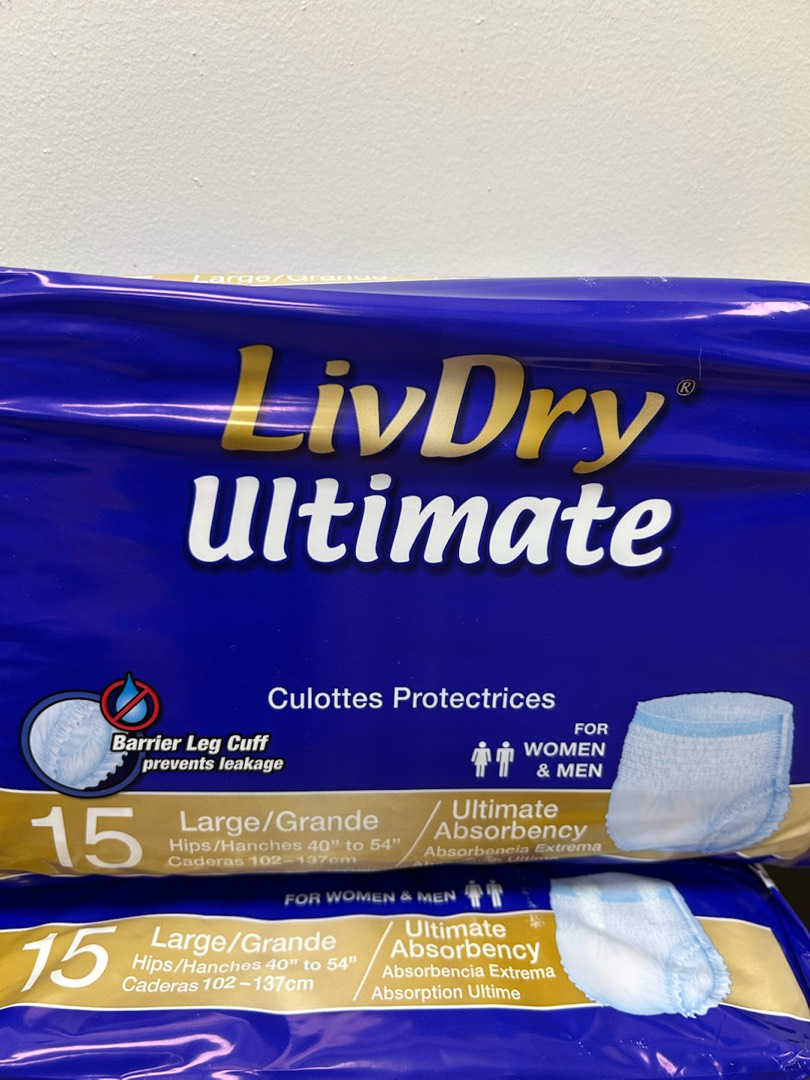 Large/Grande
LivDry®
Ultimate
Culottes Protectrices
Barrier Leg Cuff
prevents leakage
FOR
WOMEN
& MEN
15
Large/Grande
Hips/Hanches 40" to 54"
Caderas 102-137cm
Ultimate
Absorbency
Absorbencia Extrema
Absorption Ultime
FOR WOMEN & MEN
15
Large/Grande
Hips/Hanches 40" to 54"
Caderas 102-137cm
Ultimate
Absorbency
Absorbencia Extrema
Absorption Ultime